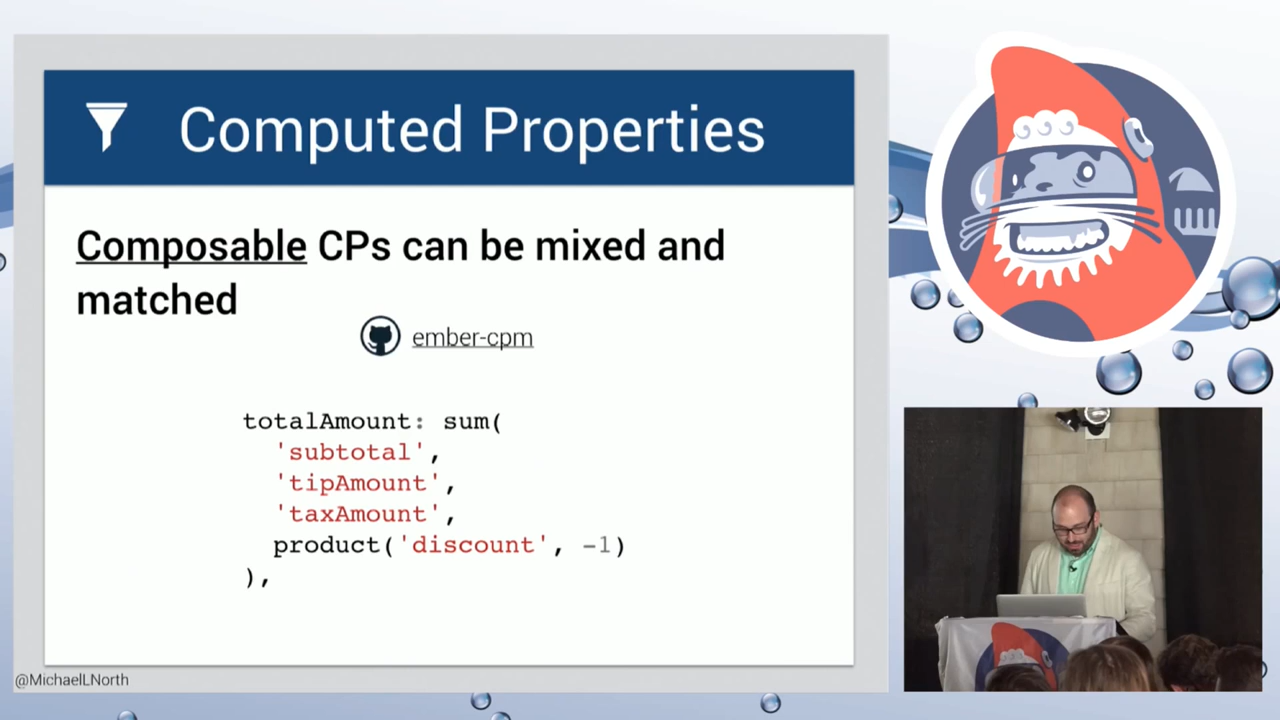 Computed Properties
Composable CPs can be mixed and
matched
ember-cpm
totalAmount: sum(
'subtotal',
'tipAmount',
'taxAmount',
product('discount', -1)
),
@MichaelLNorth